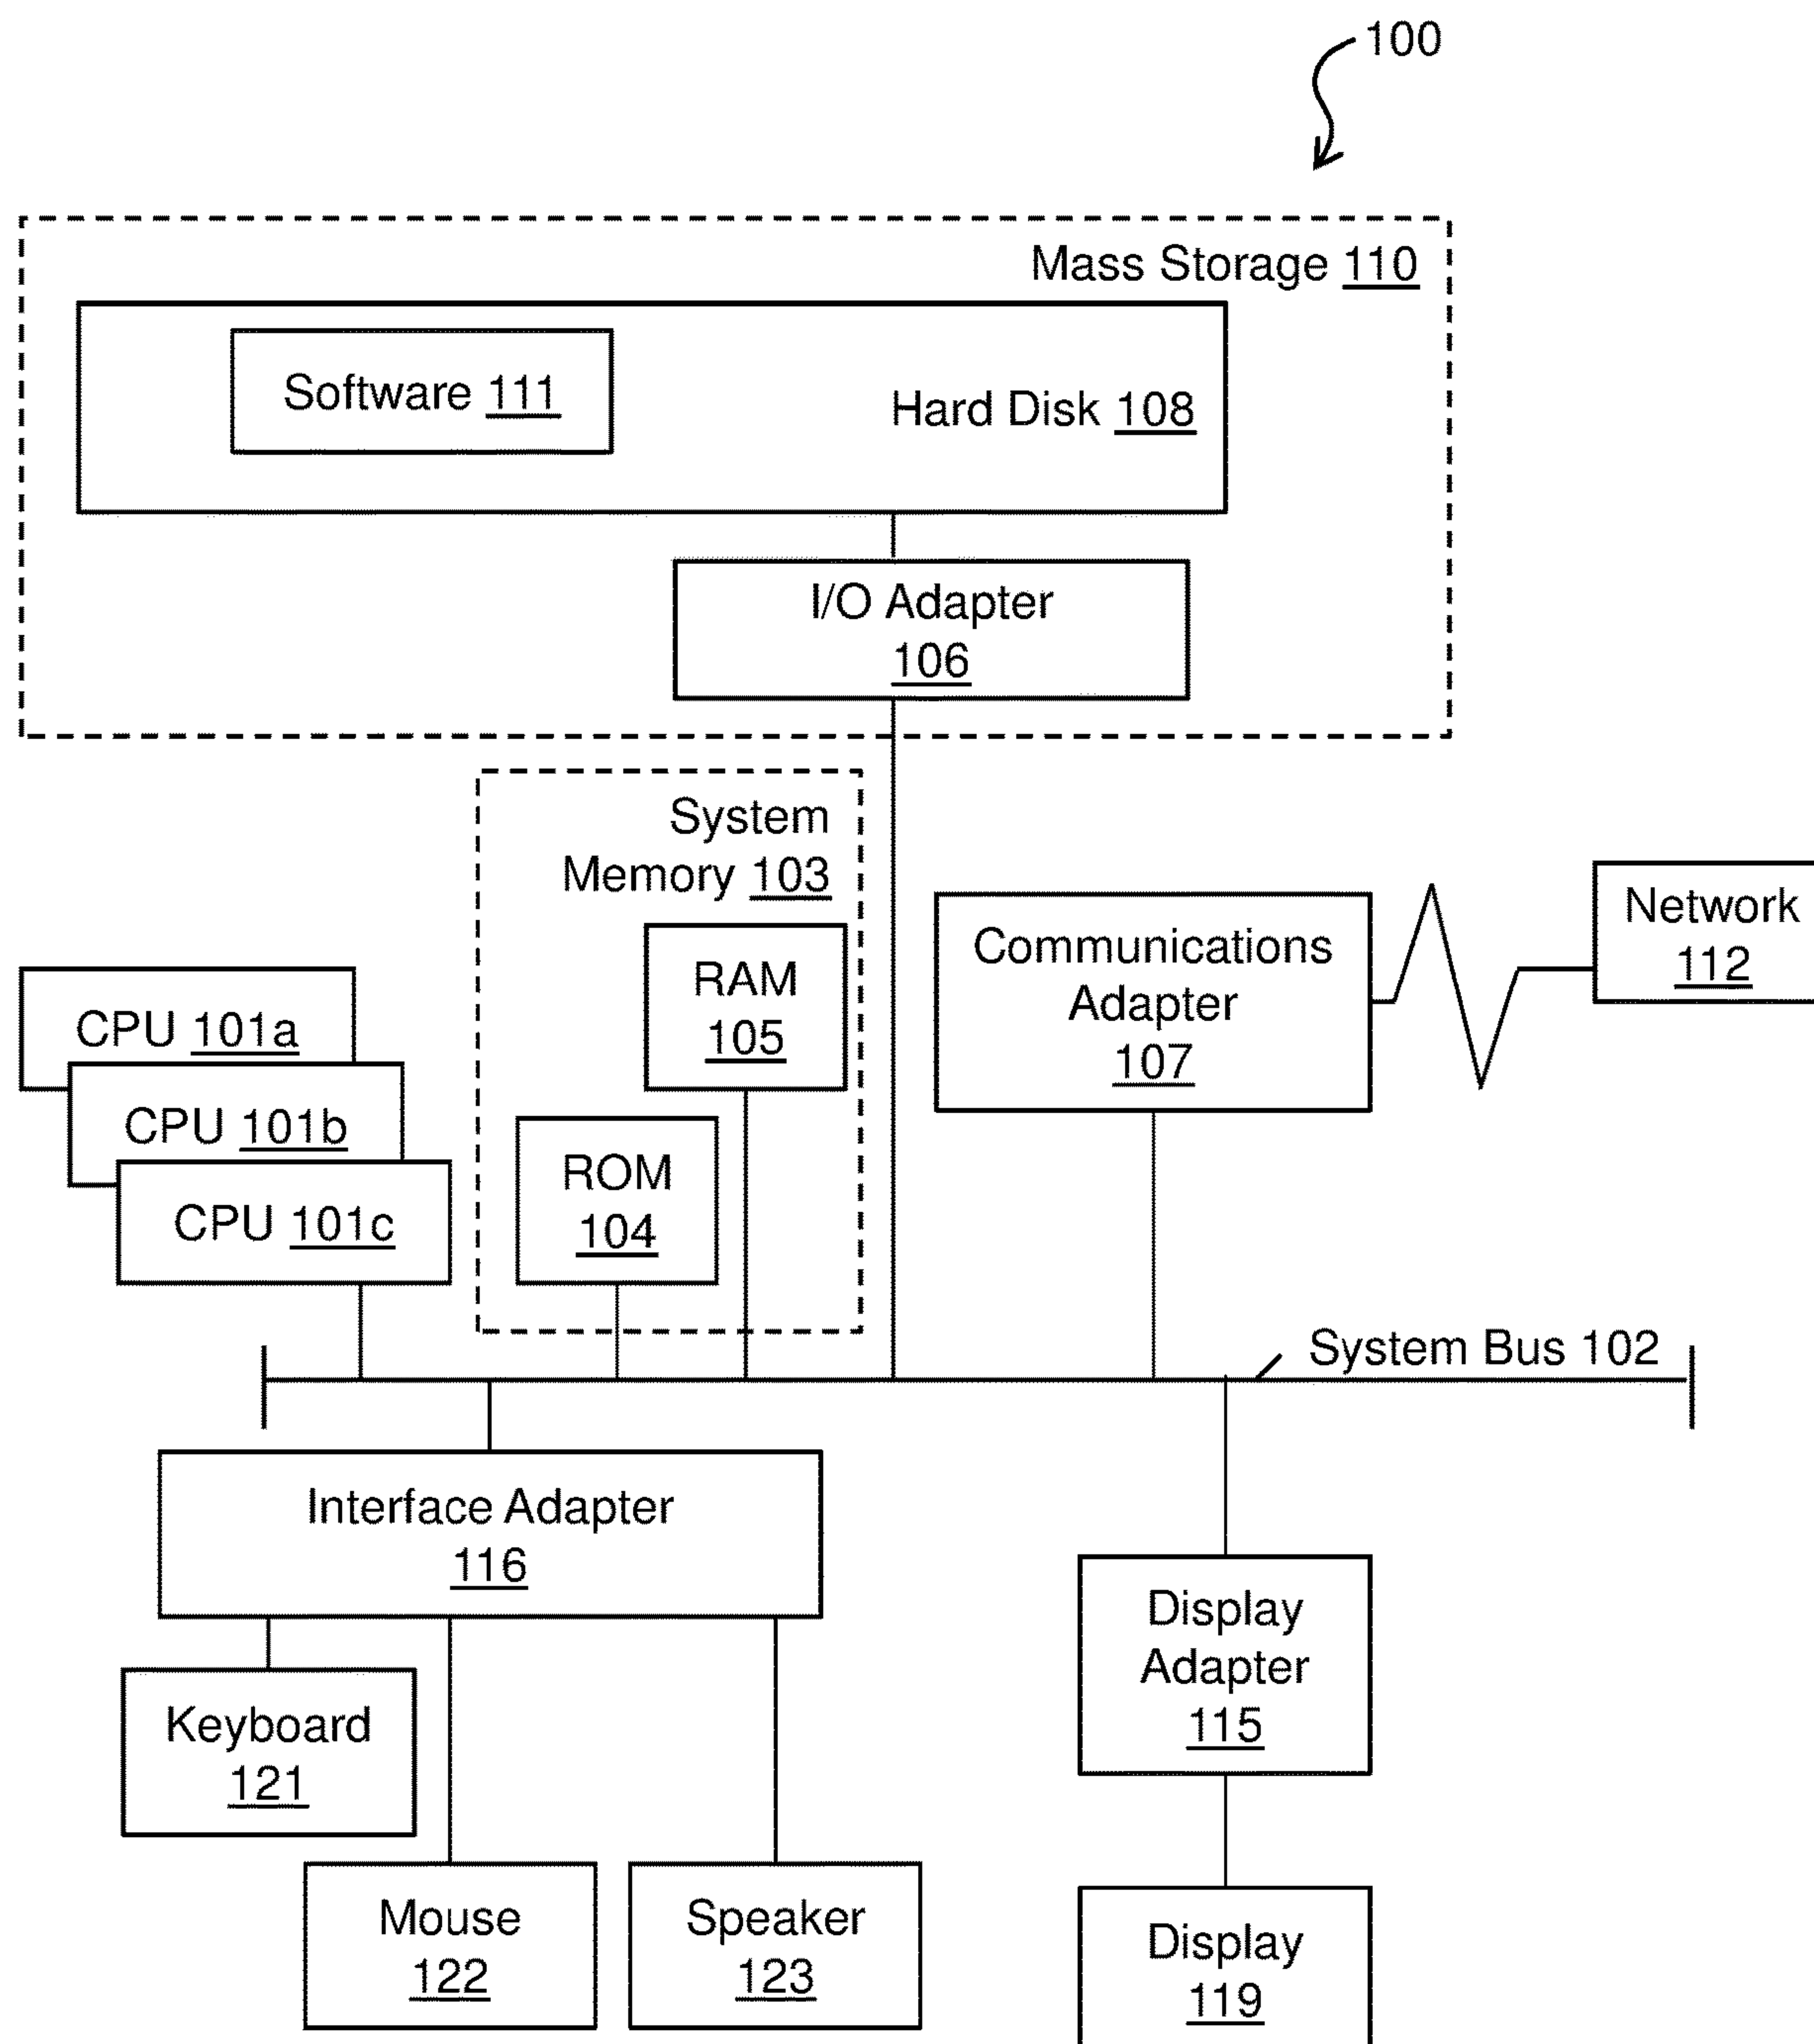 100
Mass Storage 110
Software 111
Hard Disk 108
I/O Adapter
106
System
Memory 103
RAM
105
ROM
104
CPU 101a
CPU 101b
CPU 101c
Communications
Adapter
107
Network
112
System Bus 102
Interface Adapter
116
Keyboard
121
Mouse
122
Speaker
123
Display
Adapter
115
Display
119